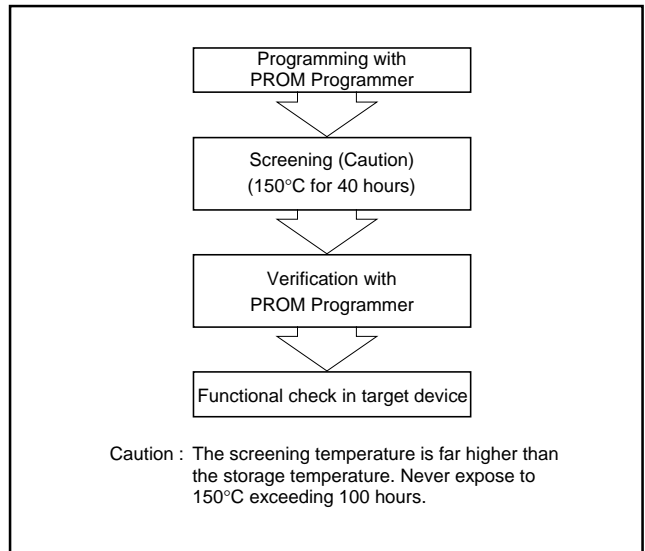 Programming with
PROM Programmer
Screening (Caution)
(150°C for 40 hours)
Verification with
PROM Programmer
Functional check in target device
Caution : The screening temperature is far higher than
the storage temperature. Never expose to
150°C exceeding 100 hours.